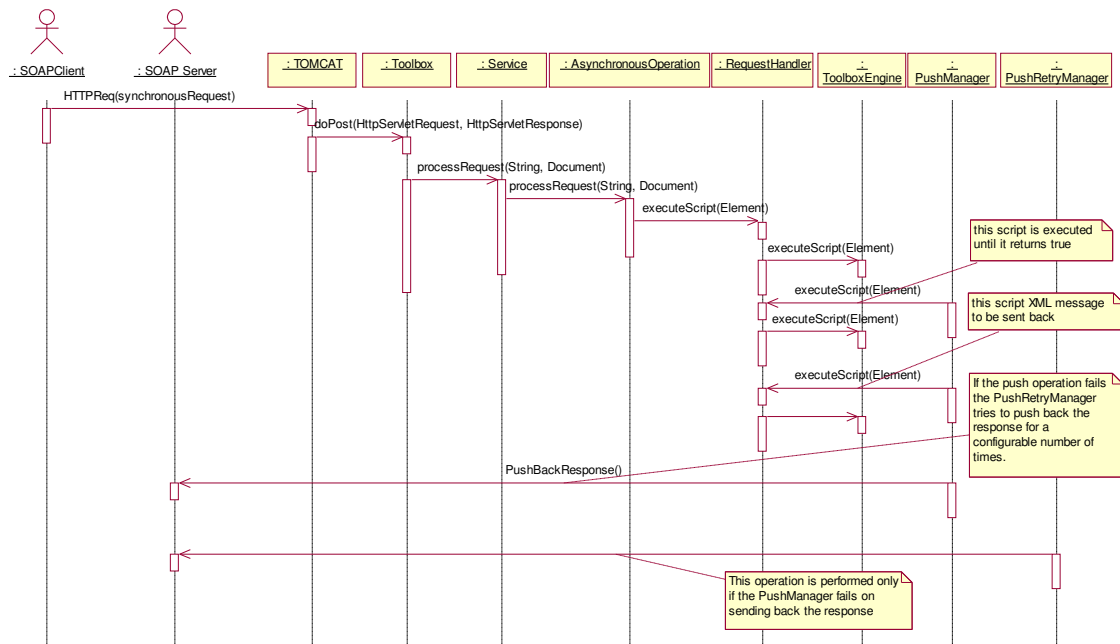 : SOAPClient
: SOAP Server
: TOMCAT
: Toolbox
: Service
: AsynchronousOperation
: RequestHandler
:
ToolboxEngine
:
PushManager
:
PushRetryManager
HTTPReq(synchronousRequest)
doPost(HttpServletRequest, HttpServletResponse)
processRequest(String, Document)
processRequest(String, Document)
executeScript(Element)
this script is executed
until it returns true
executeScript(Element)
executeScript(Element)
this script XML message
to be sent back
executeScript(Element)
executeScript(Element)
If the push operation fails
the PushRetryManager
tries to push back the
response for a
configurable number of
times.
PushBackResponse()
This operation is performed only
if the PushManager fails on
sending back the response